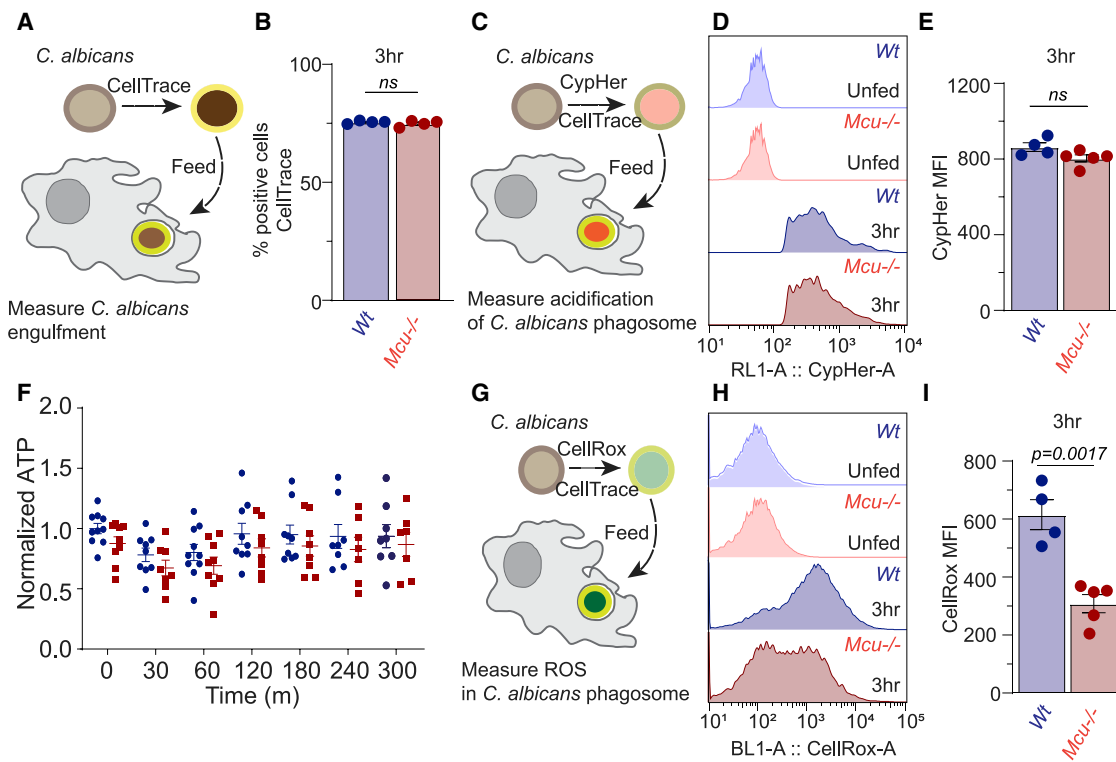 A
C. albicans
CellTrace
Feed
Measure C. albicans
engulfment
B
3hr
ns
100
75
50
0
% positive cells
CellTrace
Wt
Mcu-/-
C
C. albicans
CypHer
CellTrace
Feed
Measure acidification
of C. albicans phagosome
D
Wt
Unfed
Mcu-/-
Unfed
Wt
3hr
Mcu-/-
3hr
10¹ 10² 10³ 10⁴
RL1-A :: CypHer-A
E
3hr
ns
1200
800
400
0
CypHer MFI
Wt
Mcu-/-
F
2.0
1.5
1.0
0.5
0.0
Normalized ATP
0 30 60 120 180 240 300
Time (m)
G
C. albicans
CellRox
CellTrace
Feed
Measure ROS
in C. albicans phagosome
H
Wt
Unfed
Mcu-/-
Unfed
Wt
3hr
Mcu-/-
3hr
10¹ 10² 10³ 10⁴ 10⁵
BL1-A :: CellRox-A
I
3hr
p=0.0017
800
600
400
200
0
CellRox MFI
Wt
Mcu-/-